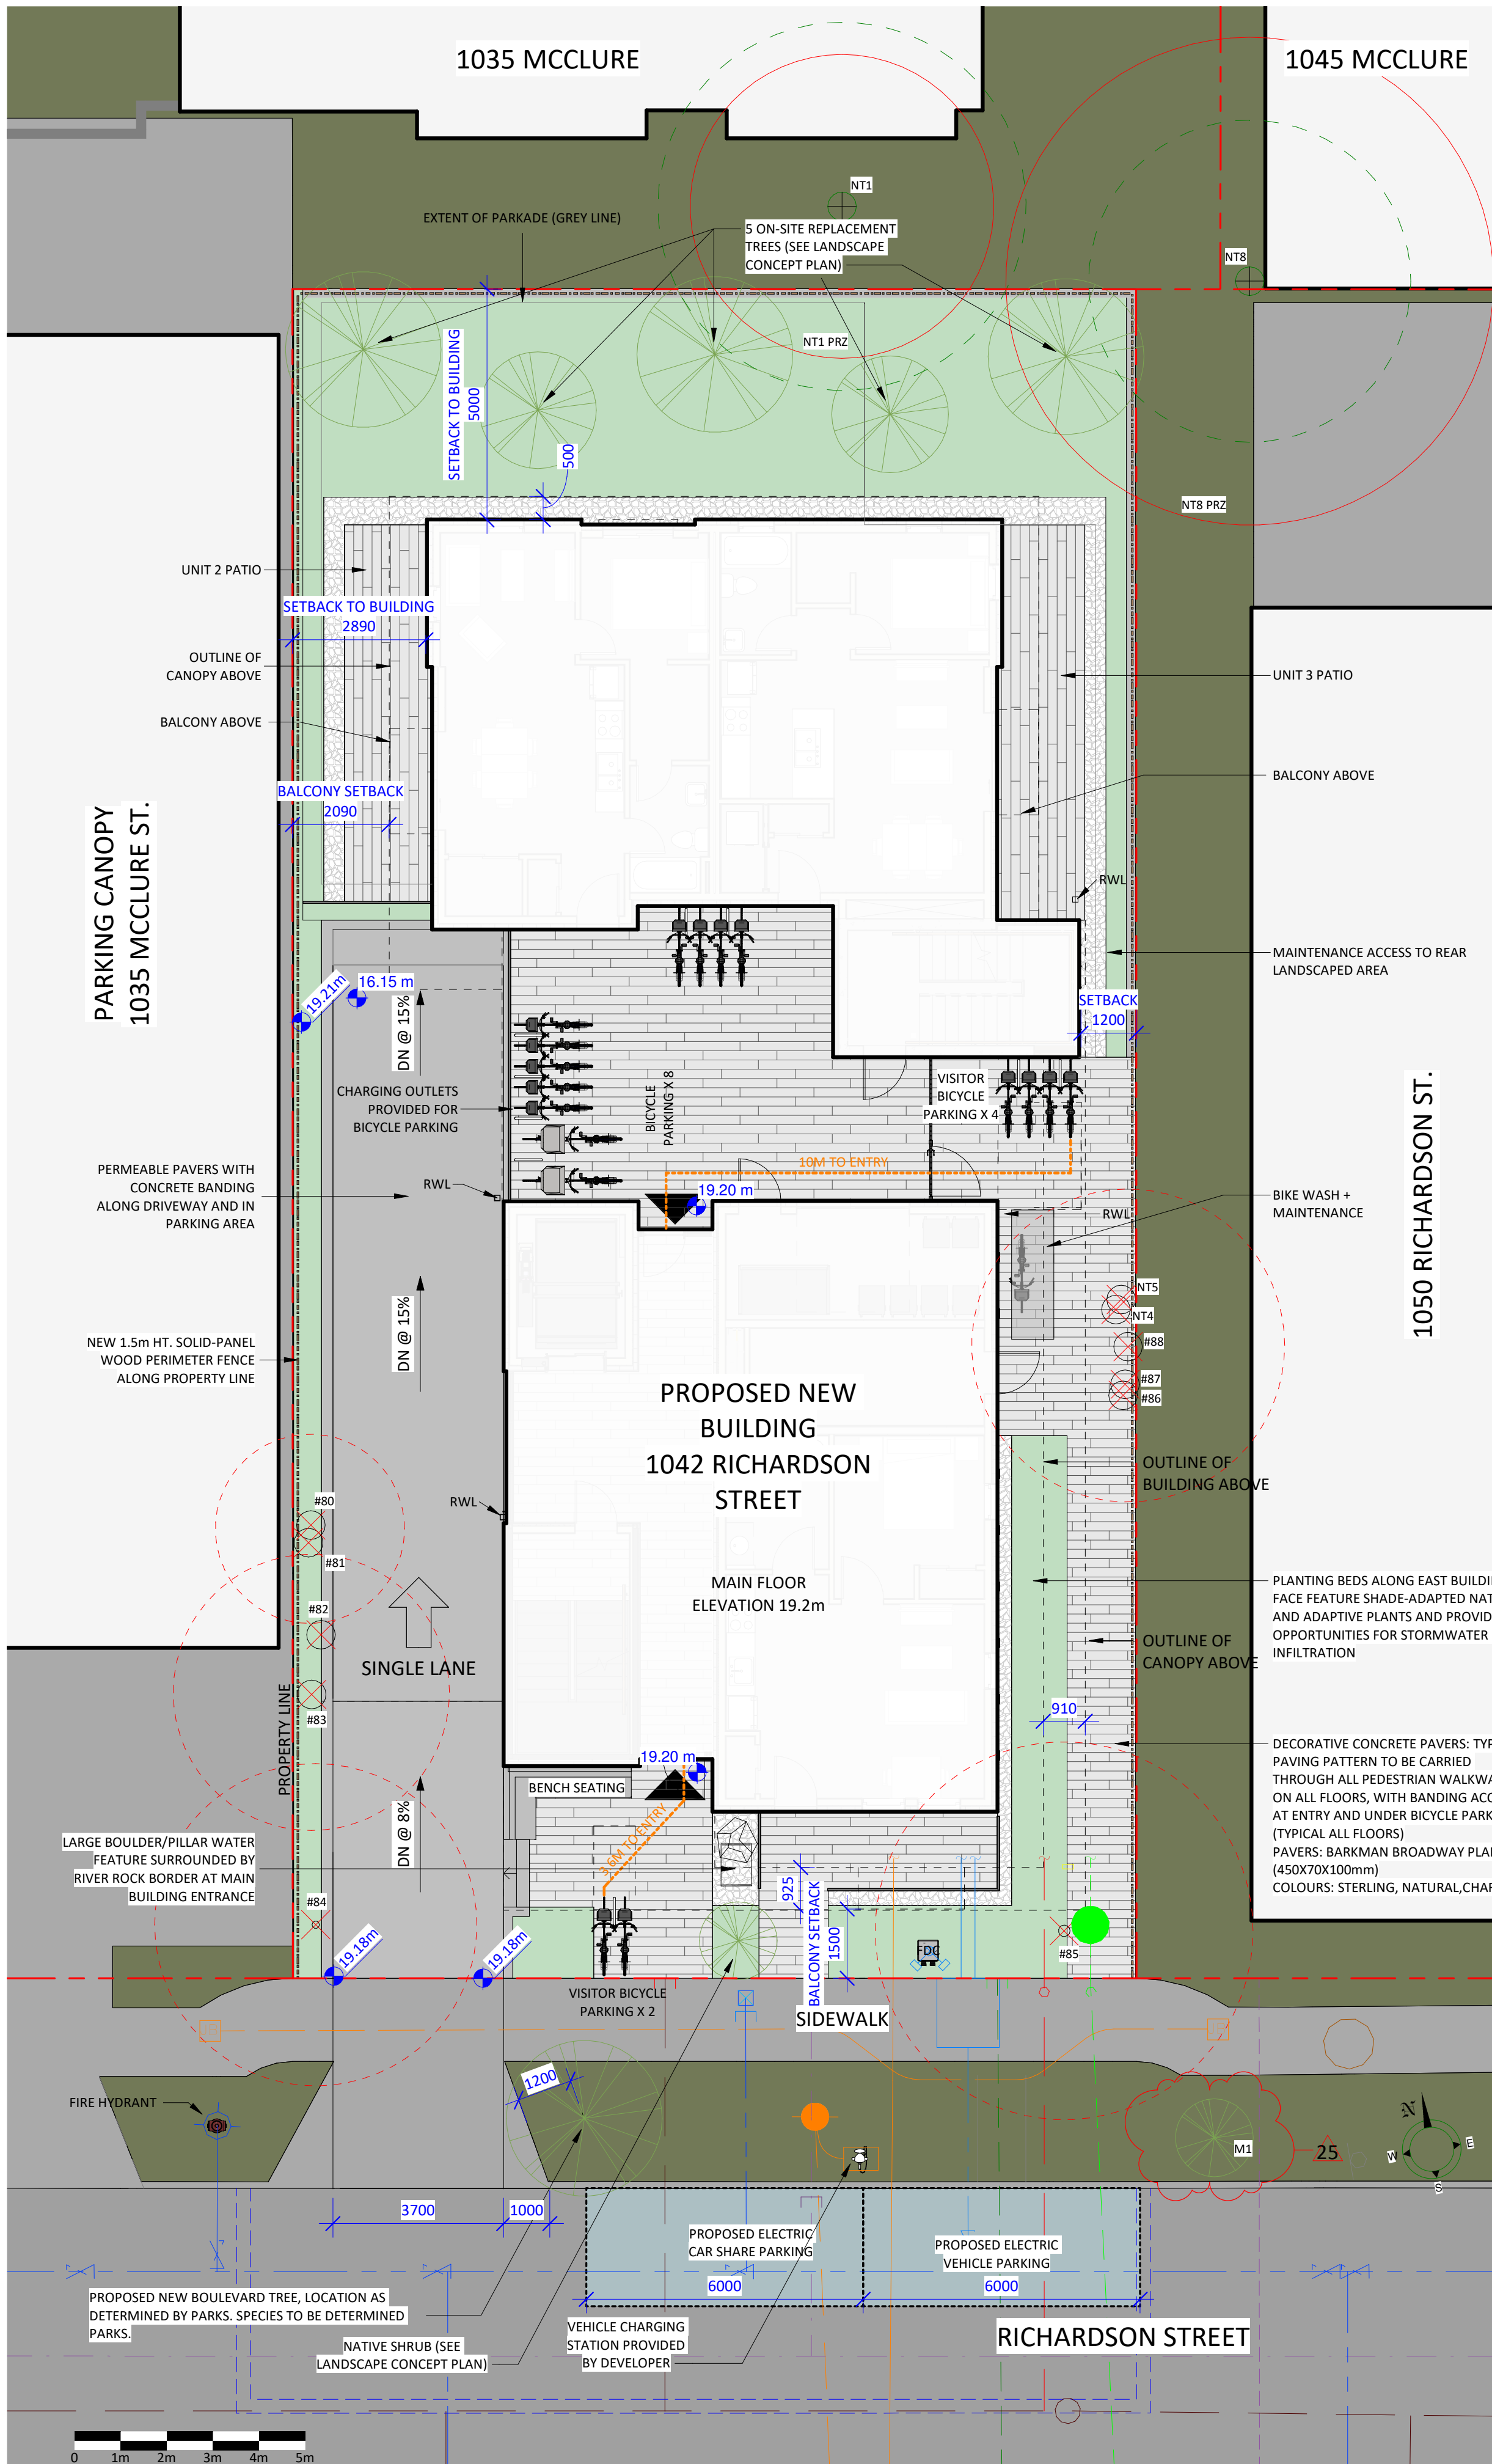 1035 MCCLURE
1045 MCCLURE
NT1
EXTENT OF PARKADE (GREY LINE)
5 ON-SITE REPLACEMENT
TREES (SEE LANDSCAPE
CONCEPT PLAN)
NT8
NT1 PRZ
SETBACK TO BUILDING
5000
500
NT8 PRZ
UNIT 2 PATIO
SETBACK TO BUILDING
2890
OUTLINE OF
CANOPY ABOVE
BALCONY ABOVE
BALCONY SETBACK
2090
UNIT 3 PATIO
BALCONY ABOVE
PARKING CANOPY
1035 MCCLURE ST.
RWL
MAINTENANCE ACCESS TO REAR
LANDSCAPED AREA
19.21m
16.15 m
DN @ 15%
SETBACK
1200
CHARGING OUTLETS
PROVIDED FOR
BICYCLE PARKING
BICYCLE
PARKING X 8
VISITOR
BICYCLE
PARKING X 4
1050 RICHARDSON ST.
PERMEABLE PAVERS WITH
CONCRETE BANDING
ALONG DRIVEWAY AND IN
PARKING AREA
RWL
10M TO ENTRY
19.20 m
RWL
BIKE WASH +
MAINTENANCE
NT5
NT4
#88
#87
#86
DN @ 15%
NEW 1.5m HT. SOLID-PANEL
WOOD PERIMETER FENCE
ALONG PROPERTY LINE
PROPOSED NEW
BUILDING
1042 RICHARDSON
STREET
OUTLINE OF
BUILDING ABOVE
#80
#81
RWL
MAIN FLOOR
ELEVATION 19.2m
#82
SINGLE LANE
#83
PROPERTY LINE
PLANTING BEDS ALONG EAST BUILDI
FACE FEATURE SHADE-ADAPTED NAT
AND ADAPTIVE PLANTS AND PROVID
OPPORTUNITIES FOR STORMWATER
INFILTRATION
OUTLINE OF
CANOPY ABOVE
910
19.20 m
BENCH SEATING
DN @ 8%
3.6M TO ENTRY
DECORATIVE CONCRETE PAVERS: TYP
PAVING PATTERN TO BE CARRIED
THROUGH ALL PEDESTRIAN WALKWA
ON ALL FLOORS, WITH BANDING ACC
AT ENTRY AND UNDER BICYCLE PARK
(TYPICAL ALL FLOORS)
PAVERS: BARKMAN BROADWAY PLA
(450X70X100mm)
COLOURS: STERLING, NATURAL,CHAR
LARGE BOULDER/PILLAR WATER
FEATURE SURROUNDED BY
RIVER ROCK BORDER AT MAIN
BUILDING ENTRANCE
#84
19.18m
19.18m
925
BALCONY SETBACK
1500
FDC
#85
VISITOR BICYCLE
PARKING X 2
SIDEWALK
1200
FIRE HYDRANT
M1
25
N
W
E
S
3700
1000
PROPOSED ELECTRIC
CAR SHARE PARKING
PROPOSED ELECTRIC
VEHICLE PARKING
6000
6000
PROPOSED NEW BOULEVARD TREE, LOCATION AS
DETERMINED BY PARKS. SPECIES TO BE DETERMINED
PARKS.
NATIVE SHRUB (SEE
LANDSCAPE CONCEPT PLAN)
VEHICLE CHARGING
STATION PROVIDED
BY DEVELOPER
RICHARDSON STREET
0 1m 2m 3m 4m 5m